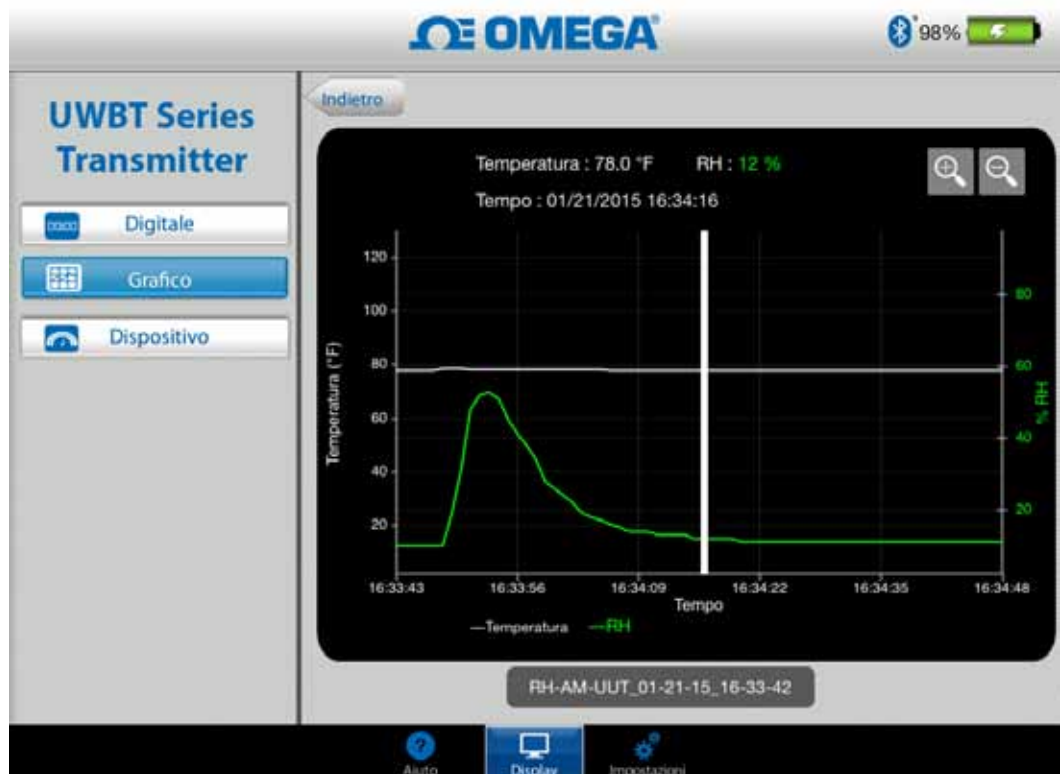 OMEGA
98%
UWBT Series
Transmitter
Digitale
Grafico
Dispositivo
Indietro
Temperatura : 78.0 °F RH : 12 %
Tempo : 01/21/2015 16:34:16
Temperatura (°F)
120
100
80
60
40
20
80
60
40
20
% RH
16:33:43 16:33:56 16:34:09 16:34:22 16:34:35 16:34:48
Tempo
—Temperatura —RH
RH-AM-UUT_01-21-15_16-33-42
Aiuto Display Impostazioni